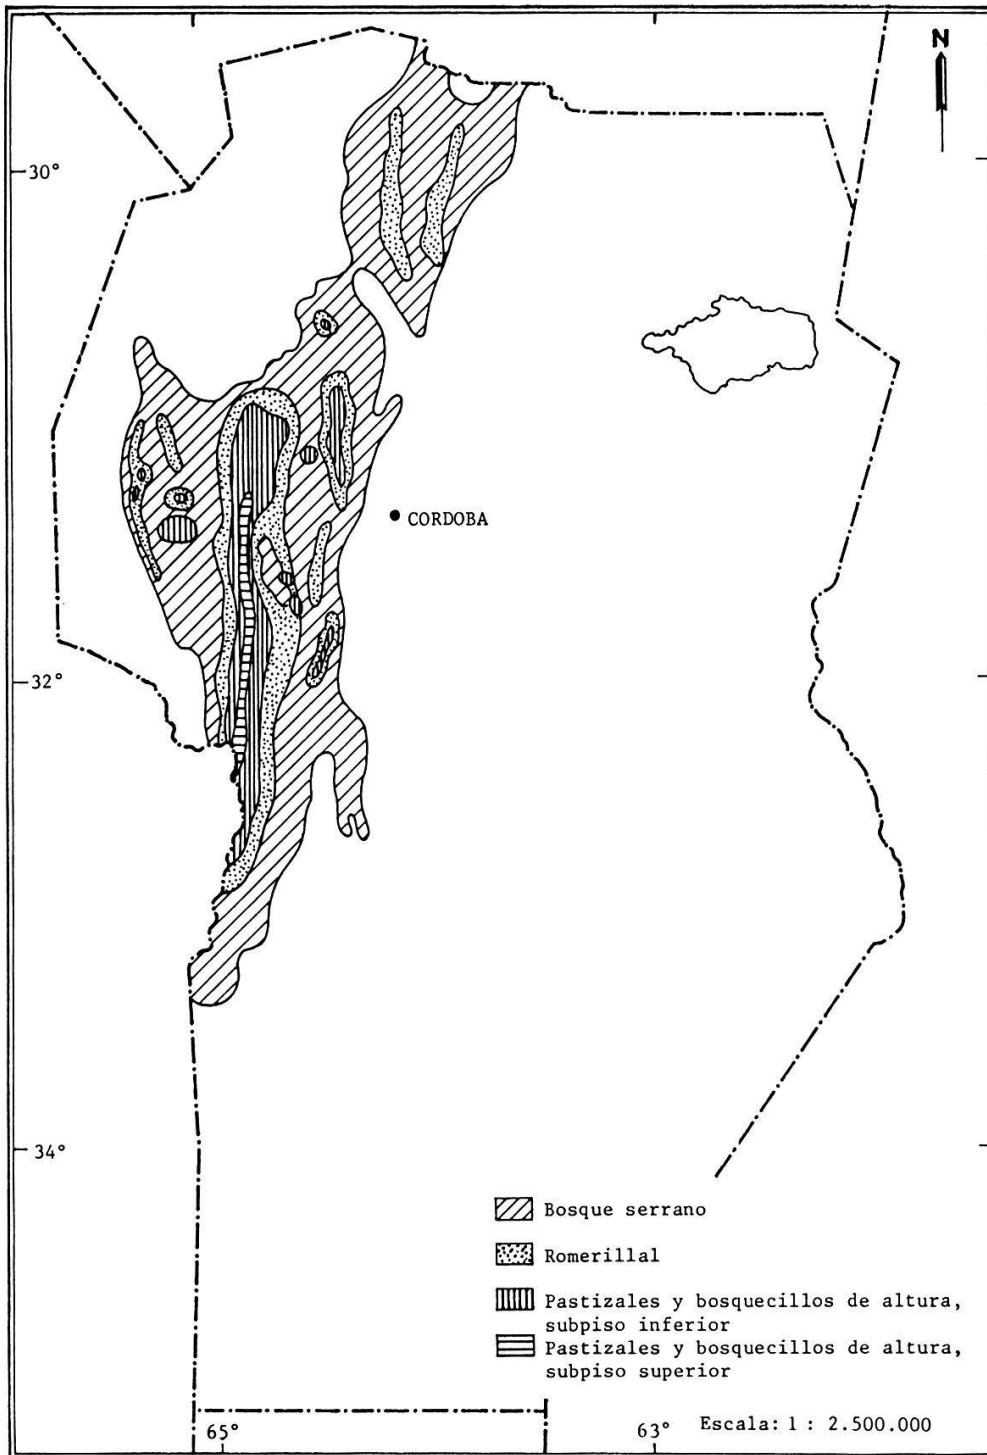 N
30°
CORDOBA
32°
34°
Bosque serrano
Romerillal
Pastizales y bosquecillos de altura,
subpiso inferior
Pastizales y bosquecillos de altura,
subpiso superior
65°
63°
Escala: 1 : 2.500.000